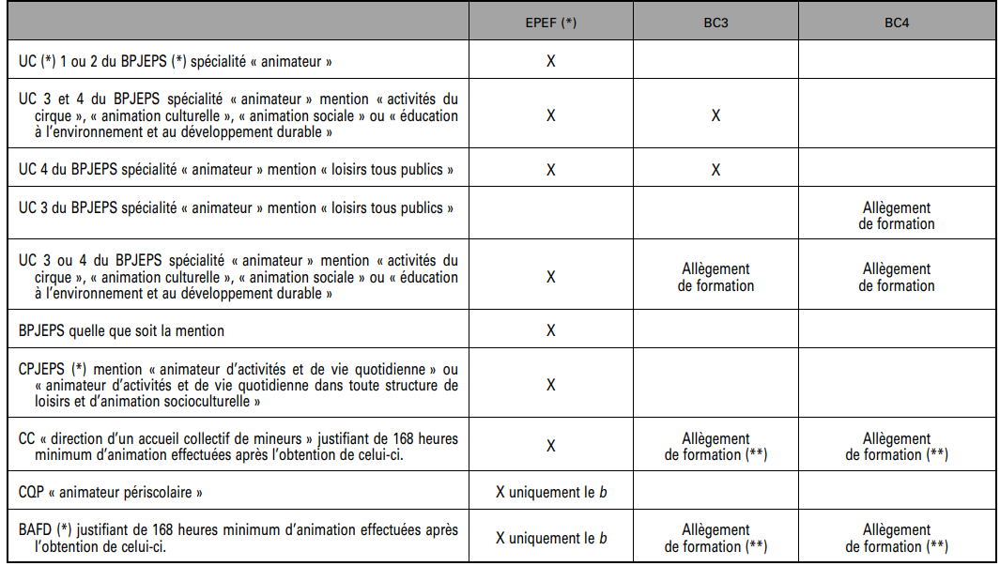 EPEF (*) BC3 BC4
UC (*) 1 ou 2 du BPJEPS (*) spécialité « animateur » X
UC 3 et 4 du BPJEPS spécialité « animateur » mention « activités du
cirque », « animation culturelle », « animation sociale » ou « éducation
à l’environnement et au développement durable »
X X
UC 4 du BPJEPS spécialité « animateur » mention « loisirs tous publics » X X
UC 3 du BPJEPS spécialité « animateur » mention « loisirs tous publics »
Allègement
de formation
UC 3 ou 4 du BPJEPS spécialité « animateur » mention « activités du
cirque », « animation culturelle », « animation sociale » ou « éducation
à l’environnement et au développement durable »
X
Allègement
de formation
Allègement
de formation
BPJEPS quelle que soit la mention X
CPJEPS (*) mention « animateur d’activités et de vie quotidienne » ou
« animateur d’activités et de vie quotidienne dans toute structure de
loisirs et d’animation socioculturelle »
X
CC « direction d’un accueil collectif de mineurs » justifiant de 168 heures
minimum d’animation effectuées après l’obtention de celui-ci.
X
Allègement
de formation (**)
Allègement
de formation (**)
CQP « animateur périscolaire » X uniquement le b
BAFD (*) justifiant de 168 heures minimum d’animation effectuées après
l’obtention de celui-ci.
X uniquement le b
Allègement
de formation (**)
Allègement
de formation (**)